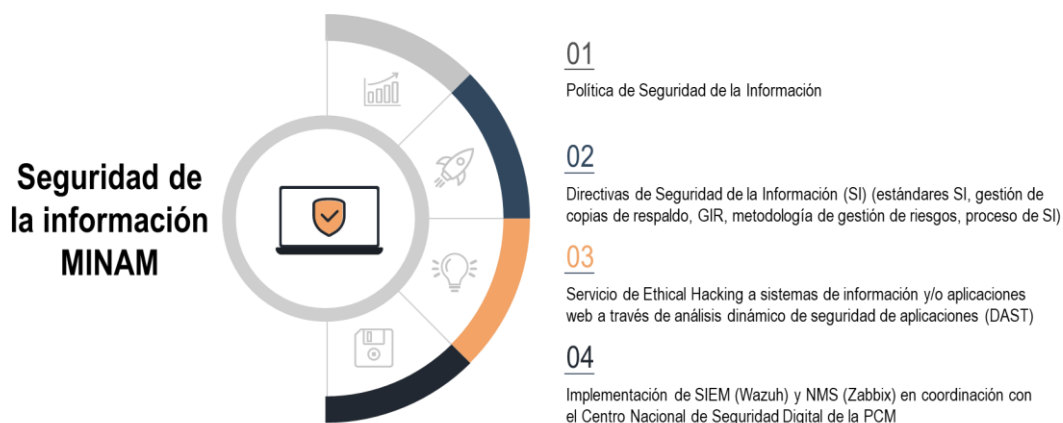 Seguridad de
la información
MINAM
01
Política de Seguridad de la Información
02
Directivas de Seguridad de la Información (SI) (estándares SI, gestión de
copias de respaldo, GIR, metodología de gestión de riesgos, proceso de SI)
03
Servicio de Ethical Hacking a sistemas de información y/o aplicaciones
web a través de análisis dinámico de seguridad de aplicaciones (DAST)
04
Implementación de SIEM (Wazuh) y NMS (Zabbix) en coordinación con
el Centro Nacional de Seguridad Digital de la PCM